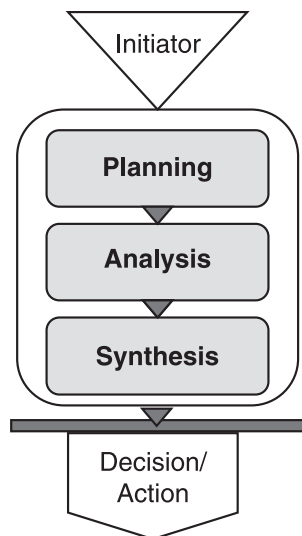 Initiator
Planning
Analysis
Synthesis
Decision/
Action